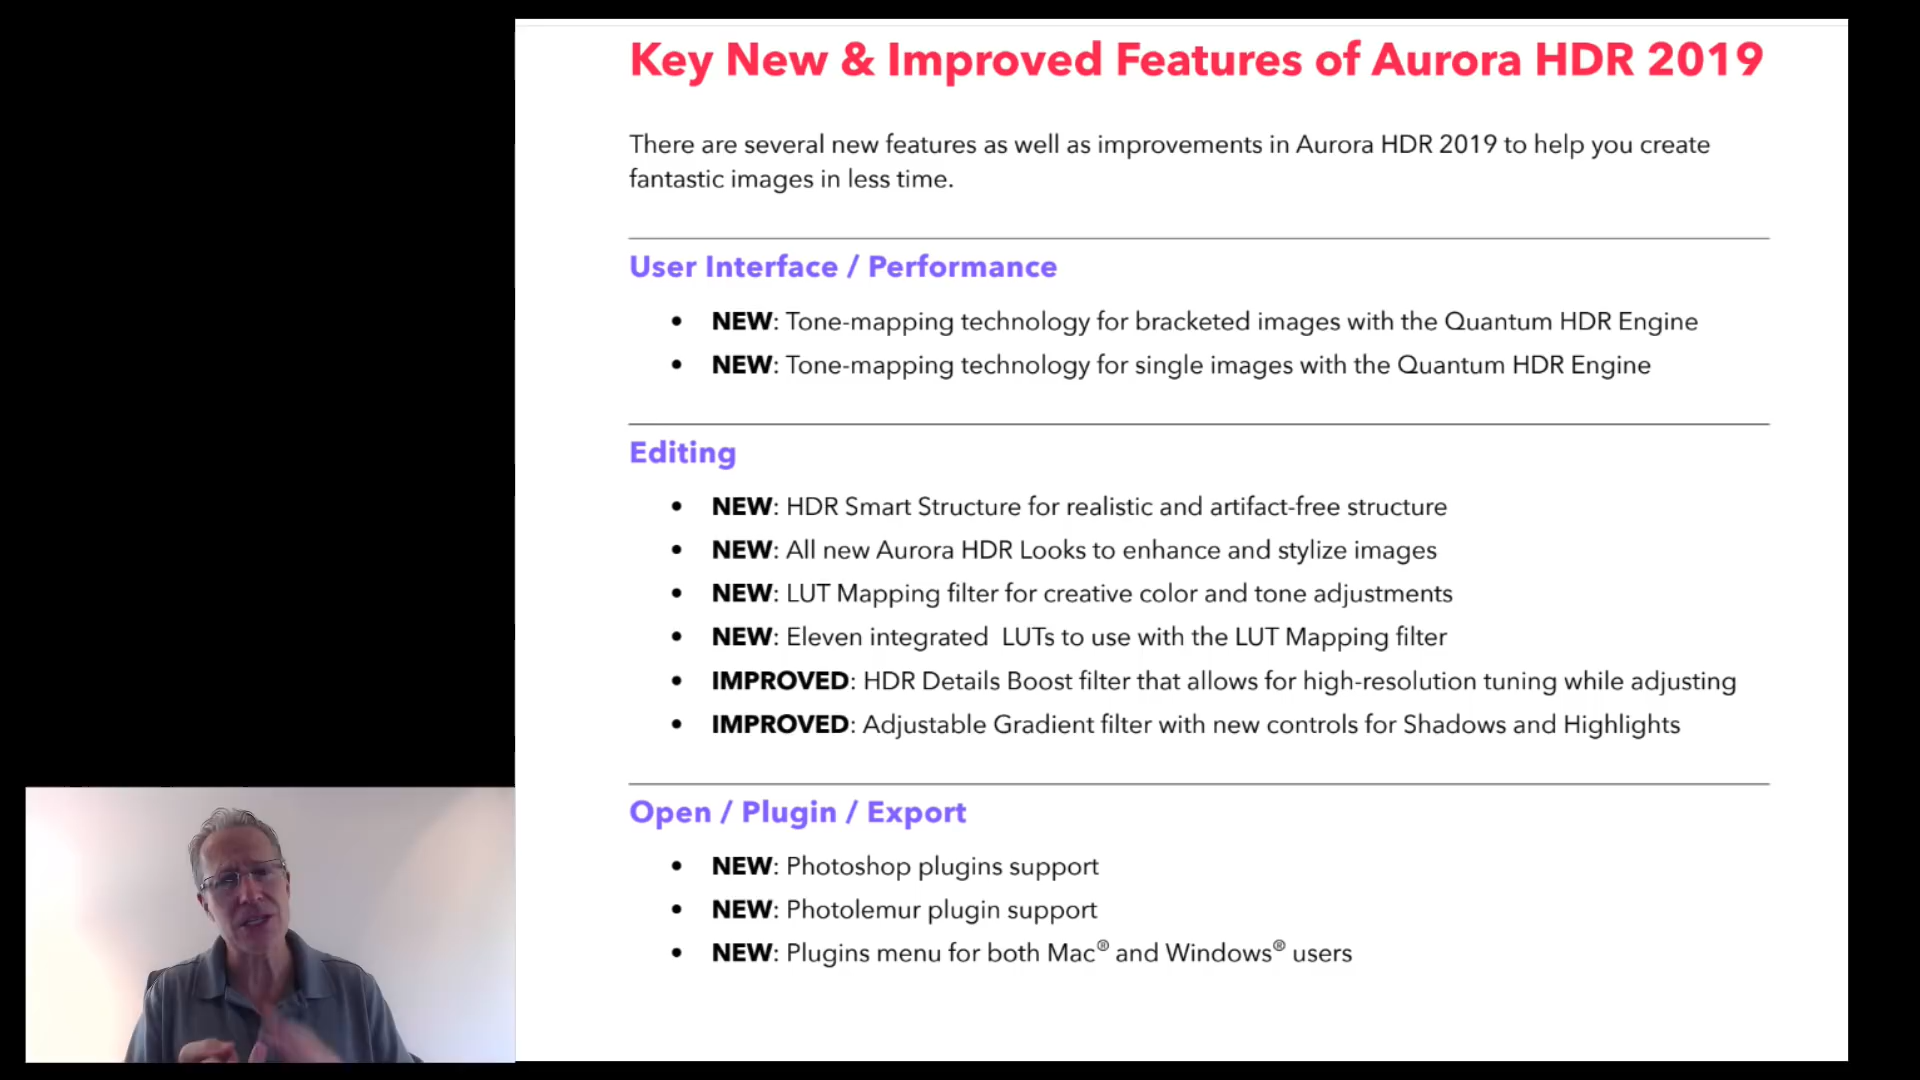 Key New & Improved Features of Aurora HDR 2019
There are several new features as well as improvements in Aurora HDR 2019 to help you create
fantastic images in less time.
User Interface / Performance
• NEW: Tone-mapping technology for bracketed images with the Quantum HDR Engine
• NEW: Tone-mapping technology for single images with the Quantum HDR Engine
Editing
• NEW: HDR Smart Structure for realistic and artifact-free structure
• NEW: All new Aurora HDR Looks to enhance and stylize images
• NEW: LUT Mapping filter for creative color and tone adjustments
• NEW: Eleven integrated  LUTs to use with the LUT Mapping filter
• IMPROVED: HDR Details Boost filter that allows for high-resolution tuning while adjusting
• IMPROVED: Adjustable Gradient filter with new controls for Shadows and Highlights
Open / Plugin / Export
• NEW: Photoshop plugins support
• NEW: Photolemur plugin support
• NEW: Plugins menu for both Mac® and Windows® users